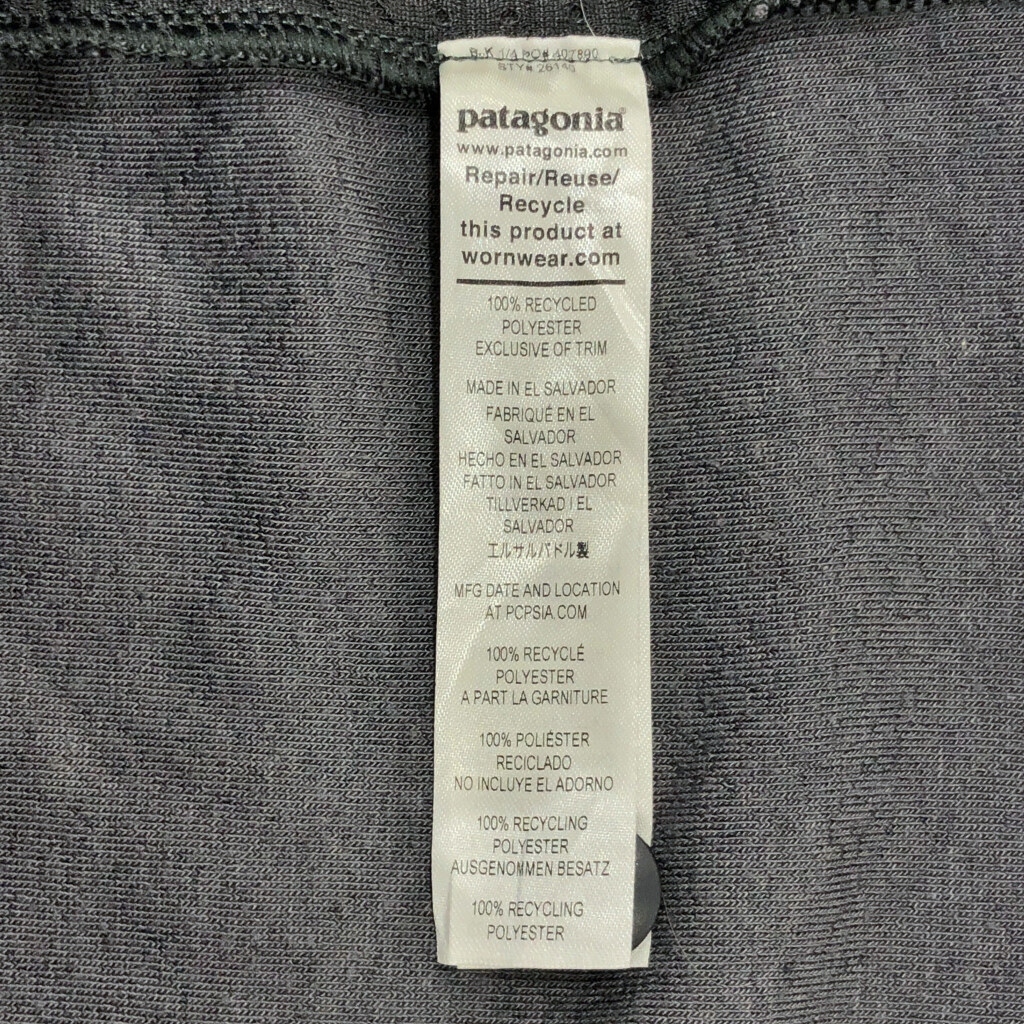 patagonia
www.patagonia.com
Repair/Reuse/
Recycle
this product at
wornwear.com
100% RECYCLED
POLYESTER
EXCLUSIVE OF TRIM
MADE IN EL SALVADOR
FABRIQUÉ EN EL
SALVADOR
HECHO EN EL SALVADOR
FATTO IN EL SALVADOR
TILLVERKAD I EL
SALVADOR
エルサルバドル製
MFG DATE AND LOCATION
AT PCPSIA.COM
100% RECYCLÉ
POLYESTER
A PART LA GARNITURE
100% POLIÉSTER
RECICLADO
NO INCLUYE EL ADORNO
100% RECYCLING
POLYESTER
AUSGENOMMEN BESATZ
100% RECYCLING
POLYESTER